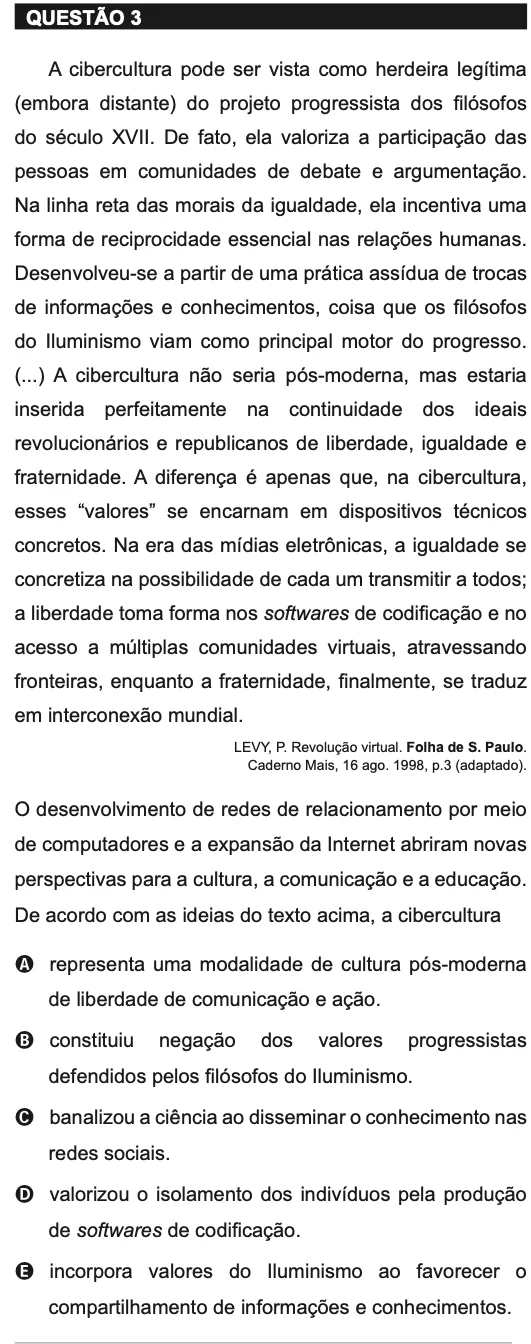 QUESTÃO 3
A cibercultura pode ser vista como herdeira legítima
(embora distante) do projeto progressista dos filósofos
do século XVII. De fato, ela valoriza a participação das
pessoas em comunidades de debate e argumentação.
Na linha reta das morais da igualdade, ela incentiva uma
forma de reciprocidade essencial nas relações humanas.
Desenvolveu-se a partir de uma prática assídua de trocas
de informações e conhecimentos, coisa que os filósofos
do Iluminismo viam como principal motor do progresso.
(...) A cibercultura não seria pós-moderna, mas estaria
inserida perfeitamente na continuidade dos ideais
revolucionários e republicanos de liberdade, igualdade e
fraternidade. A diferença é apenas que, na cibercultura,
esses “valores” se encarnam em dispositivos técnicos
concretos. Na era das mídias eletrônicas, a igualdade se
concretiza na possibilidade de cada um transmitir a todos;
a liberdade toma forma nos softwares de codificação e no
acesso a múltiplas comunidades virtuais, atravessando
fronteiras, enquanto a fraternidade, finalmente, se traduz
em interconexão mundial.
LEVY, P. Revolução virtual. Folha de S. Paulo.
Caderno Mais, 16 ago. 1998, p.3 (adaptado).
O desenvolvimento de redes de relacionamento por meio
de computadores e a expansão da Internet abriram novas
perspectivas para a cultura, a comunicação e a educação.
De acordo com as ideias do texto acima, a cibercultura
A representa uma modalidade de cultura pós-moderna
de liberdade de comunicação e ação.
B constituiu negação dos valores progressistas
defendidos pelos filósofos do Iluminismo.
C banalizou a ciência ao disseminar o conhecimento nas
redes sociais.
D valorizou o isolamento dos indivíduos pela produção
de softwares de codificação.
E incorpora valores do Iluminismo ao favorecer o
compartilhamento de informações e conhecimentos.